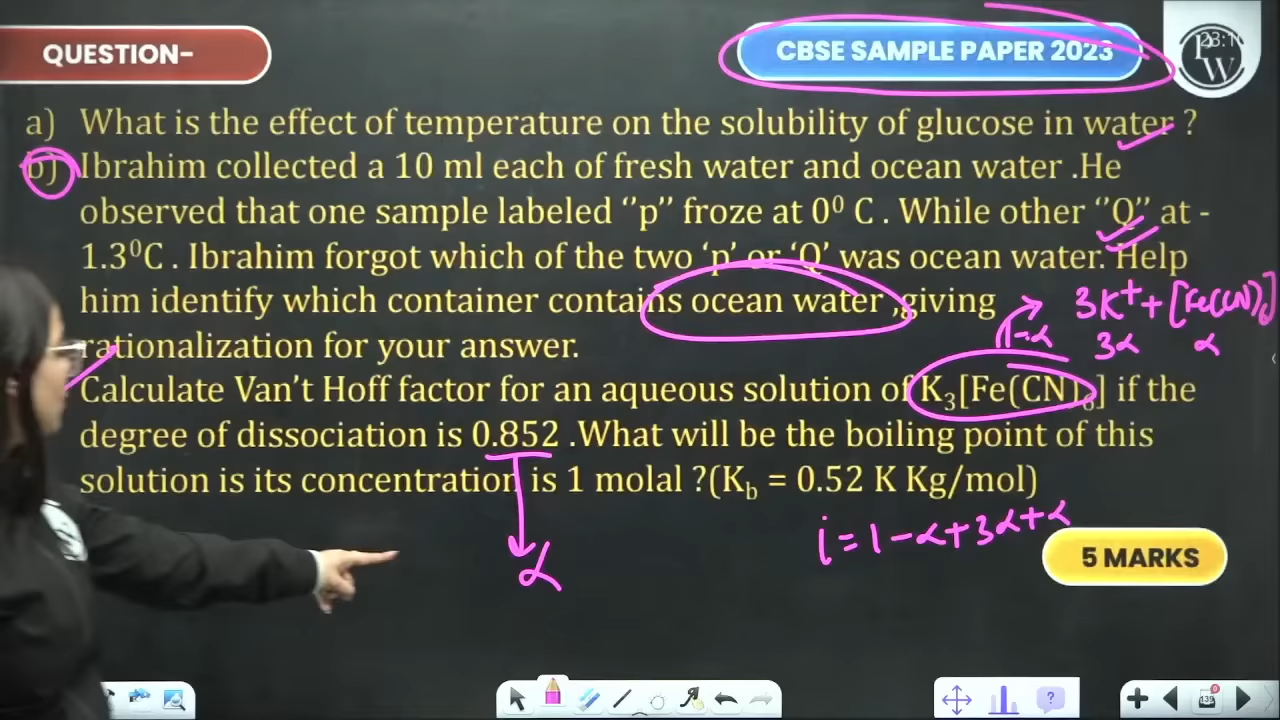 QUESTION-
CBSE SAMPLE PAPER 2023
23:1
PW
a) What is the effect of temperature on the solubility of glucose in water ?
b) Ibrahim collected a 10 ml each of fresh water and ocean water .He
observed that one sample labeled ‘‘p’’ froze at 0⁰ C . While other ‘‘Q’’ at -
1.3⁰C . Ibrahim forgot which of the two ‘p’ or ‘Q’ was ocean water. Help
him identify which container contains ocean water ,giving
rationalization for your answer.
3K⁺ + [Fe(CN)₆]
1-α 3α α
Calculate Van’t Hoff factor for an aqueous solution of K₃[Fe(CN)₆] if the
degree of dissociation is 0.852 .What will be the boiling point of this
solution is its concentration is 1 molal ?(K_b = 0.52 K Kg/mol)
α
i = 1-α+3α+α
5 MARKS